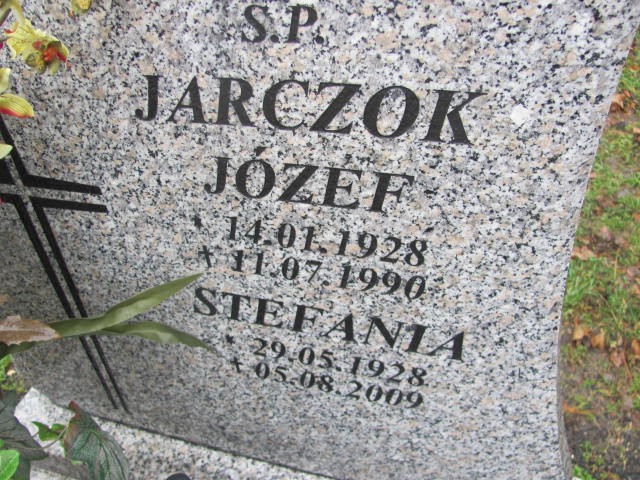 S.P.
JARCZOK
JÓZEF
* 14.01.1928
+ 11.07.1990
STEFANIA
* 29.05.1928
+ 05.08.2009